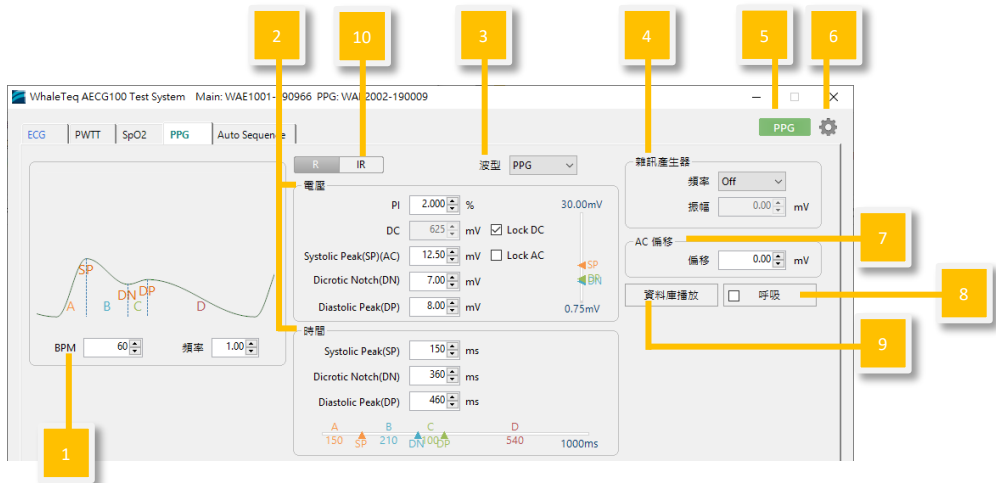 2
10
3
4
5
6
WhaleTeq AECG100 Test System Main: WAE1001-190966 PPG: WAE2002-190009
ECG PWTT SpO2 PPG Auto Sequence
PPG
SP
DN
DP
A
B
C
D
BPM 60 頻率 1.00
R IR
波型 PPG
電壓
PI 2.000 % 30.00mV
DC 625 mV Lock DC
Systolic Peak(SP)(AC) 12.50 mV Lock AC
SP
Dicrotic Notch(DN) 7.00 mV
DP
DN
Diastolic Peak(DP) 8.00 mV 0.75mV
時間
Systolic Peak(SP) 150 ms
Dicrotic Notch(DN) 360 ms
Diastolic Peak(DP) 460 ms
A B C D
150 SP 210 DN 100 DP 540 1000ms
雜訊產生器
頻率 Off
振幅 0.00 mV
AC 偏移
偏移 0.00 mV
資料庫播放 呼吸
7
8
9
1